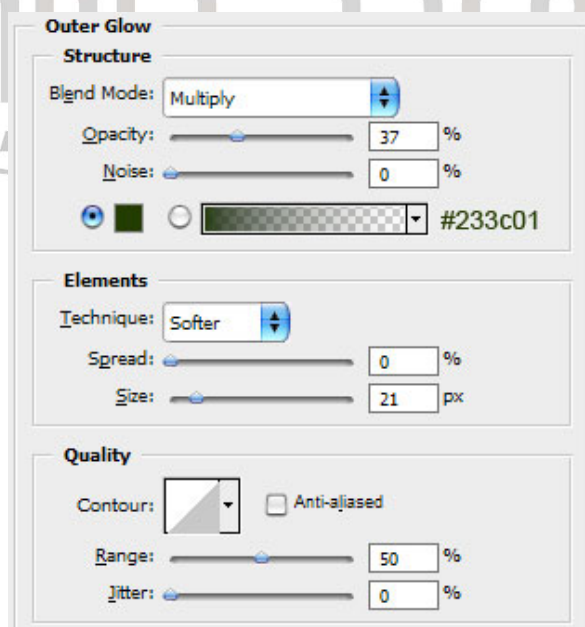 Outer Glow
Structure
Blend Mode: Multiply
Opacity: 37 %
Noise: 0 %
#233c01
Elements
Technique: Softer
Spread: 0 %
Size: 21 px
Quality
Contour: Anti-aliased
Range: 50 %
Jitter: 0 %